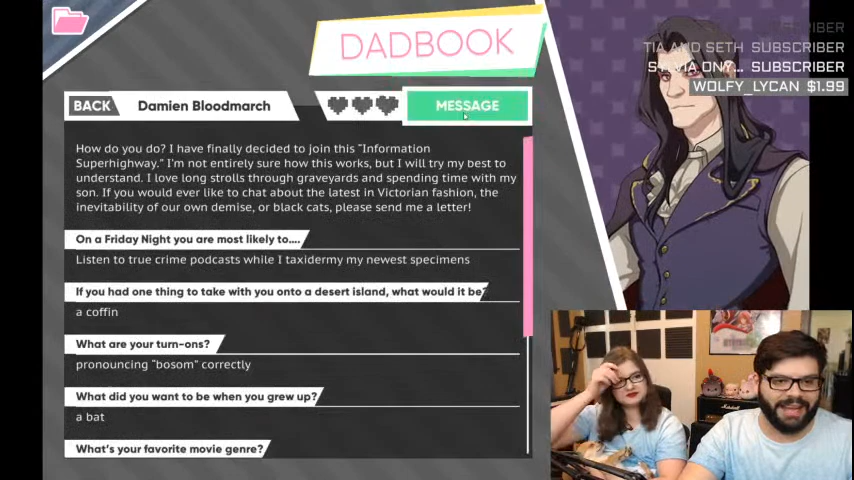 DADBOOK
SUBSCRIBER
TIA AND SETH SUBSCRIBER
SYLVIA DNY... SUBSCRIBER
WOLFY_LYCAN $1.99
BACK
Damien Bloodmarch
MESSAGE
How do you do? I have finally decided to join this "Information
Superhighway." I'm not entirely sure how this works, but I will try my best to
understand. I love long strolls through graveyards and spending time with my
son. If you would ever like to chat about the latest in Victorian fashion, the
inevitability of our own demise, or black cats, please send me a letter!
On a Friday Night you are most likely to....
Listen to true crime podcasts while I taxidermy my newest specimens
If you had one thing to take with you onto a desert island, what would it be?
a coffin
What are your turn-ons?
pronouncing "bosom" correctly
What did you want to be when you grew up?
a bat
What's your favorite movie genre?
Marshall